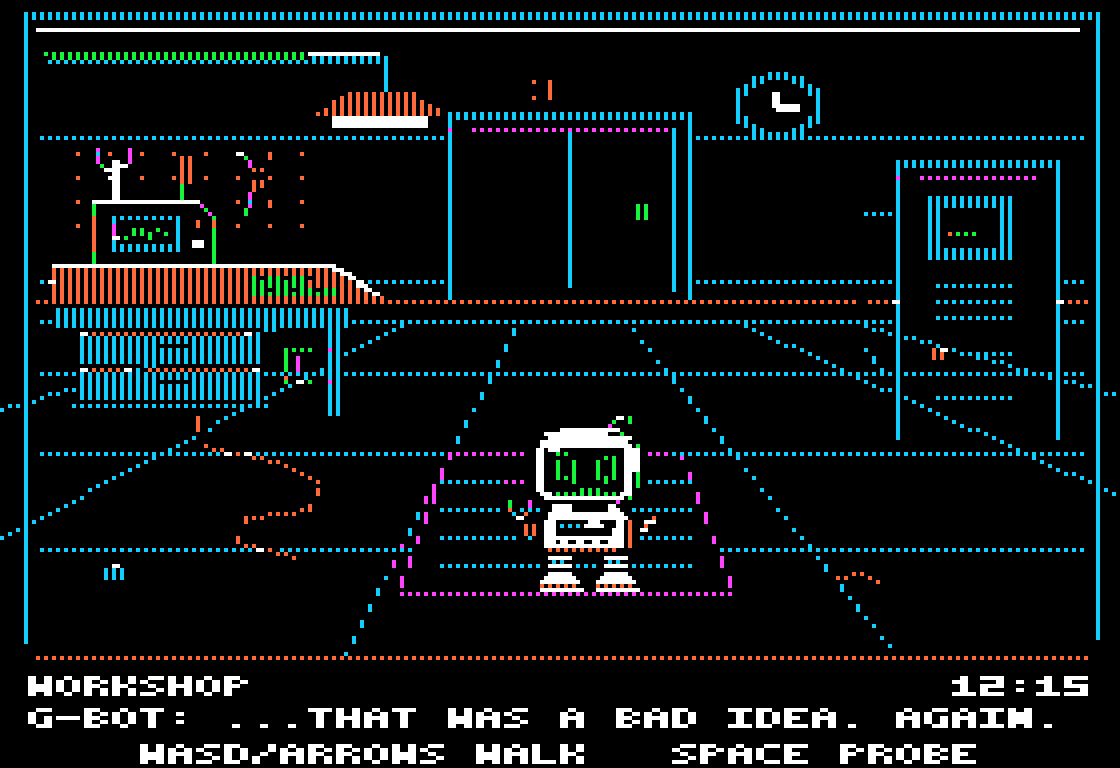 WORKSHOP 12:15
G-BOT: ...THAT WAS A BAD IDEA. AGAIN.
WASD/ARROWS WALK SPACE PROBE